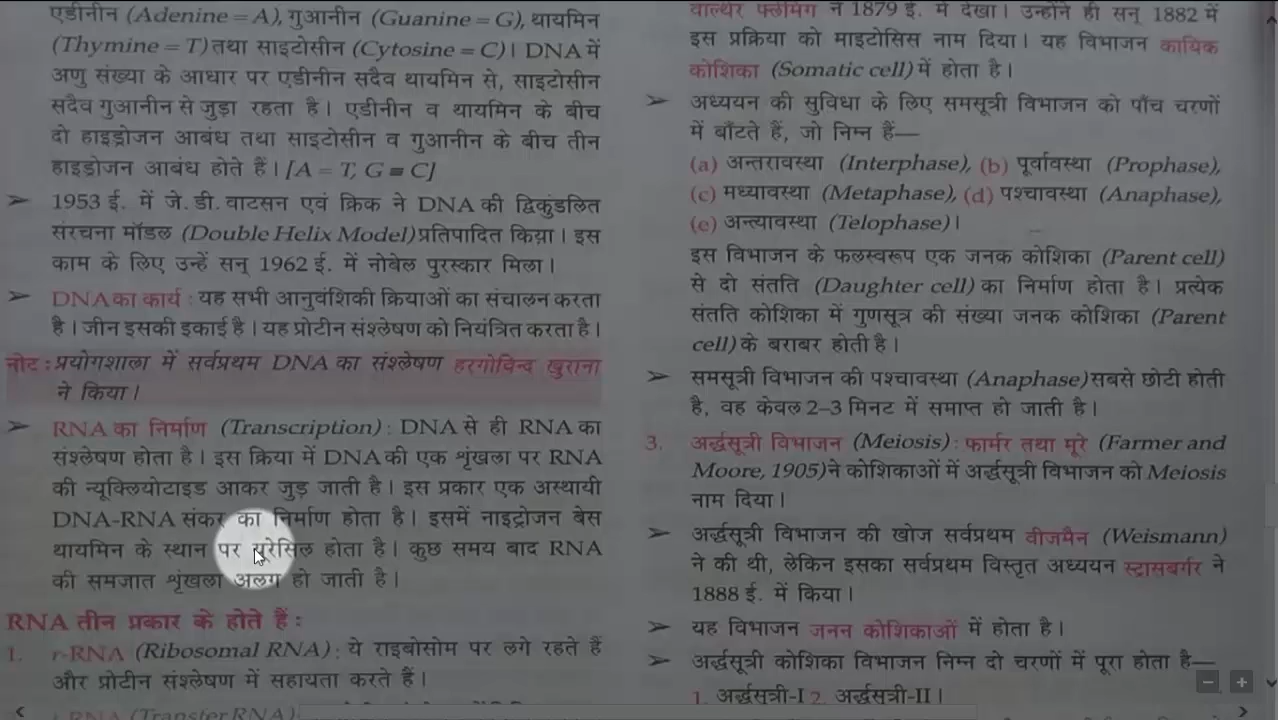 एडीनीन (Adenine = A), गुआनीन (Guanine = G), थायमिन
(Thymine = T) तथा साइटोसीन (Cytosine = C)। DNA में
अणु संख्या के आधार पर एडीनीन सदैव थायमिन से, साइटोसीन
सदैव गुआनीन से जुड़ा रहता है। एडीनीन व थायमिन के बीच
दो हाइड्रोजन आबंध तथा साइटोसीन व गुआनीन के बीच तीन
हाइड्रोजन आबंध होते हैं। [A = T, G ≡ C]
➢ 1953 ई. में जे. डी. वाटसन एवं क्रिक ने DNA की द्विकुंडलित
संरचना मॉडल (Double Helix Model) प्रतिपादित किया। इस
काम के लिए उन्हें सन् 1962 ई. में नोबेल पुरस्कार मिला।
➢ DNA का कार्य : यह सभी आनुवंशिकी क्रियाओं का संचालन करता
है। जीन इसकी इकाई है। यह प्रोटीन संश्लेषण को नियंत्रित करता है।
नोट : प्रयोगशाला में सर्वप्रथम DNA का संश्लेषण हरगोविन्द खुराना
ने किया।
➢ RNA का निर्माण (Transcription) : DNA से ही RNA का
संश्लेषण होता है। इस क्रिया में DNA की एक शृंखला पर RNA
की न्यूक्लियोटाइड आकर जुड़ जाती है। इस प्रकार एक अस्थायी
DNA-RNA संकर का निर्माण होता है। इसमें नाइट्रोजन बेस
थायमिन के स्थान पर यूरेसिल होता है। कुछ समय बाद RNA
की समजात शृंखला अलग हो जाती है।
RNA तीन प्रकार के होते हैं :
1. r-RNA (Ribosomal RNA) : ये राइबोसोम पर लगे रहते हैं
और प्रोटीन संश्लेषण में सहायता करते हैं।
t-RNA (Transfer RNA) :
वाल्थेर फ्लेमिंग ने 1879 ई. में देखा। उन्होंने ही सन् 1882 में
इस प्रक्रिया को माइटोसिस नाम दिया। यह विभाजन कायिक
कोशिका (Somatic cell) में होता है।
➢ अध्ययन की सुविधा के लिए समसूत्री विभाजन को पाँच चरणों
में बाँटते हैं, जो निम्न हैं—
(a) अन्तरावस्था (Interphase), (b) पूर्वावस्था (Prophase),
(c) मध्यावस्था (Metaphase), (d) पश्चावस्था (Anaphase),
(e) अन्त्यावस्था (Telophase)।
इस विभाजन के फलस्वरूप एक जनक कोशिका (Parent cell)
से दो संतति (Daughter cell) का निर्माण होता है। प्रत्येक
संतति कोशिका में गुणसूत्र की संख्या जनक कोशिका (Parent
cell) के बराबर होती है।
➢ समसूत्री विभाजन की पश्चावस्था (Anaphase) सबसे छोटी होती
है, वह केवल 2–3 मिनट में समाप्त हो जाती है।
3. अर्द्धसूत्री विभाजन (Meiosis) : फार्मर तथा मूरे (Farmer and
Moore, 1905) ने कोशिकाओं में अर्द्धसूत्री विभाजन को Meiosis
नाम दिया।
➢ अर्द्धसूत्री विभाजन की खोज सर्वप्रथम वीजमैन (Weismann)
ने की थी, लेकिन इसका सर्वप्रथम विस्तृत अध्ययन स्ट्रासबर्गर ने
1888 ई. में किया।
➢ यह विभाजन जनन कोशिकाओं में होता है।
➢ अर्द्धसूत्री कोशिका विभाजन निम्न दो चरणों में पूरा होता है—
1. अर्द्धसूत्री-I 2. अर्द्धसूत्री-II।